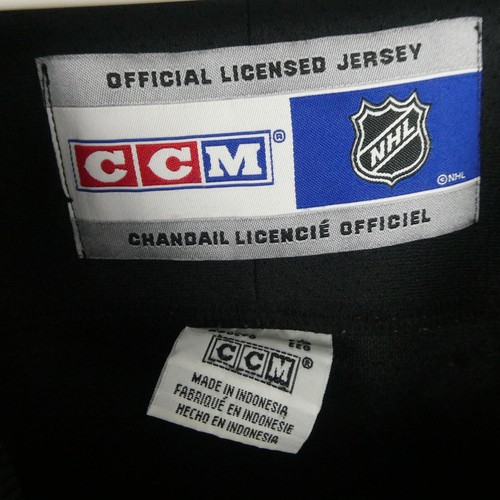 OFFICIAL LICENSED JERSEY
CCM®
NHL
©NHL
CHANDAIL LICENCIÉ OFFICIEL
CCM®
MADE IN INDONESIA
FABRIQUÉ EN INDONESIE
HECHO EN INDONESIA